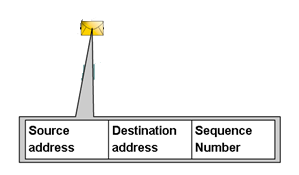 Source address
Destination address
Sequence Number